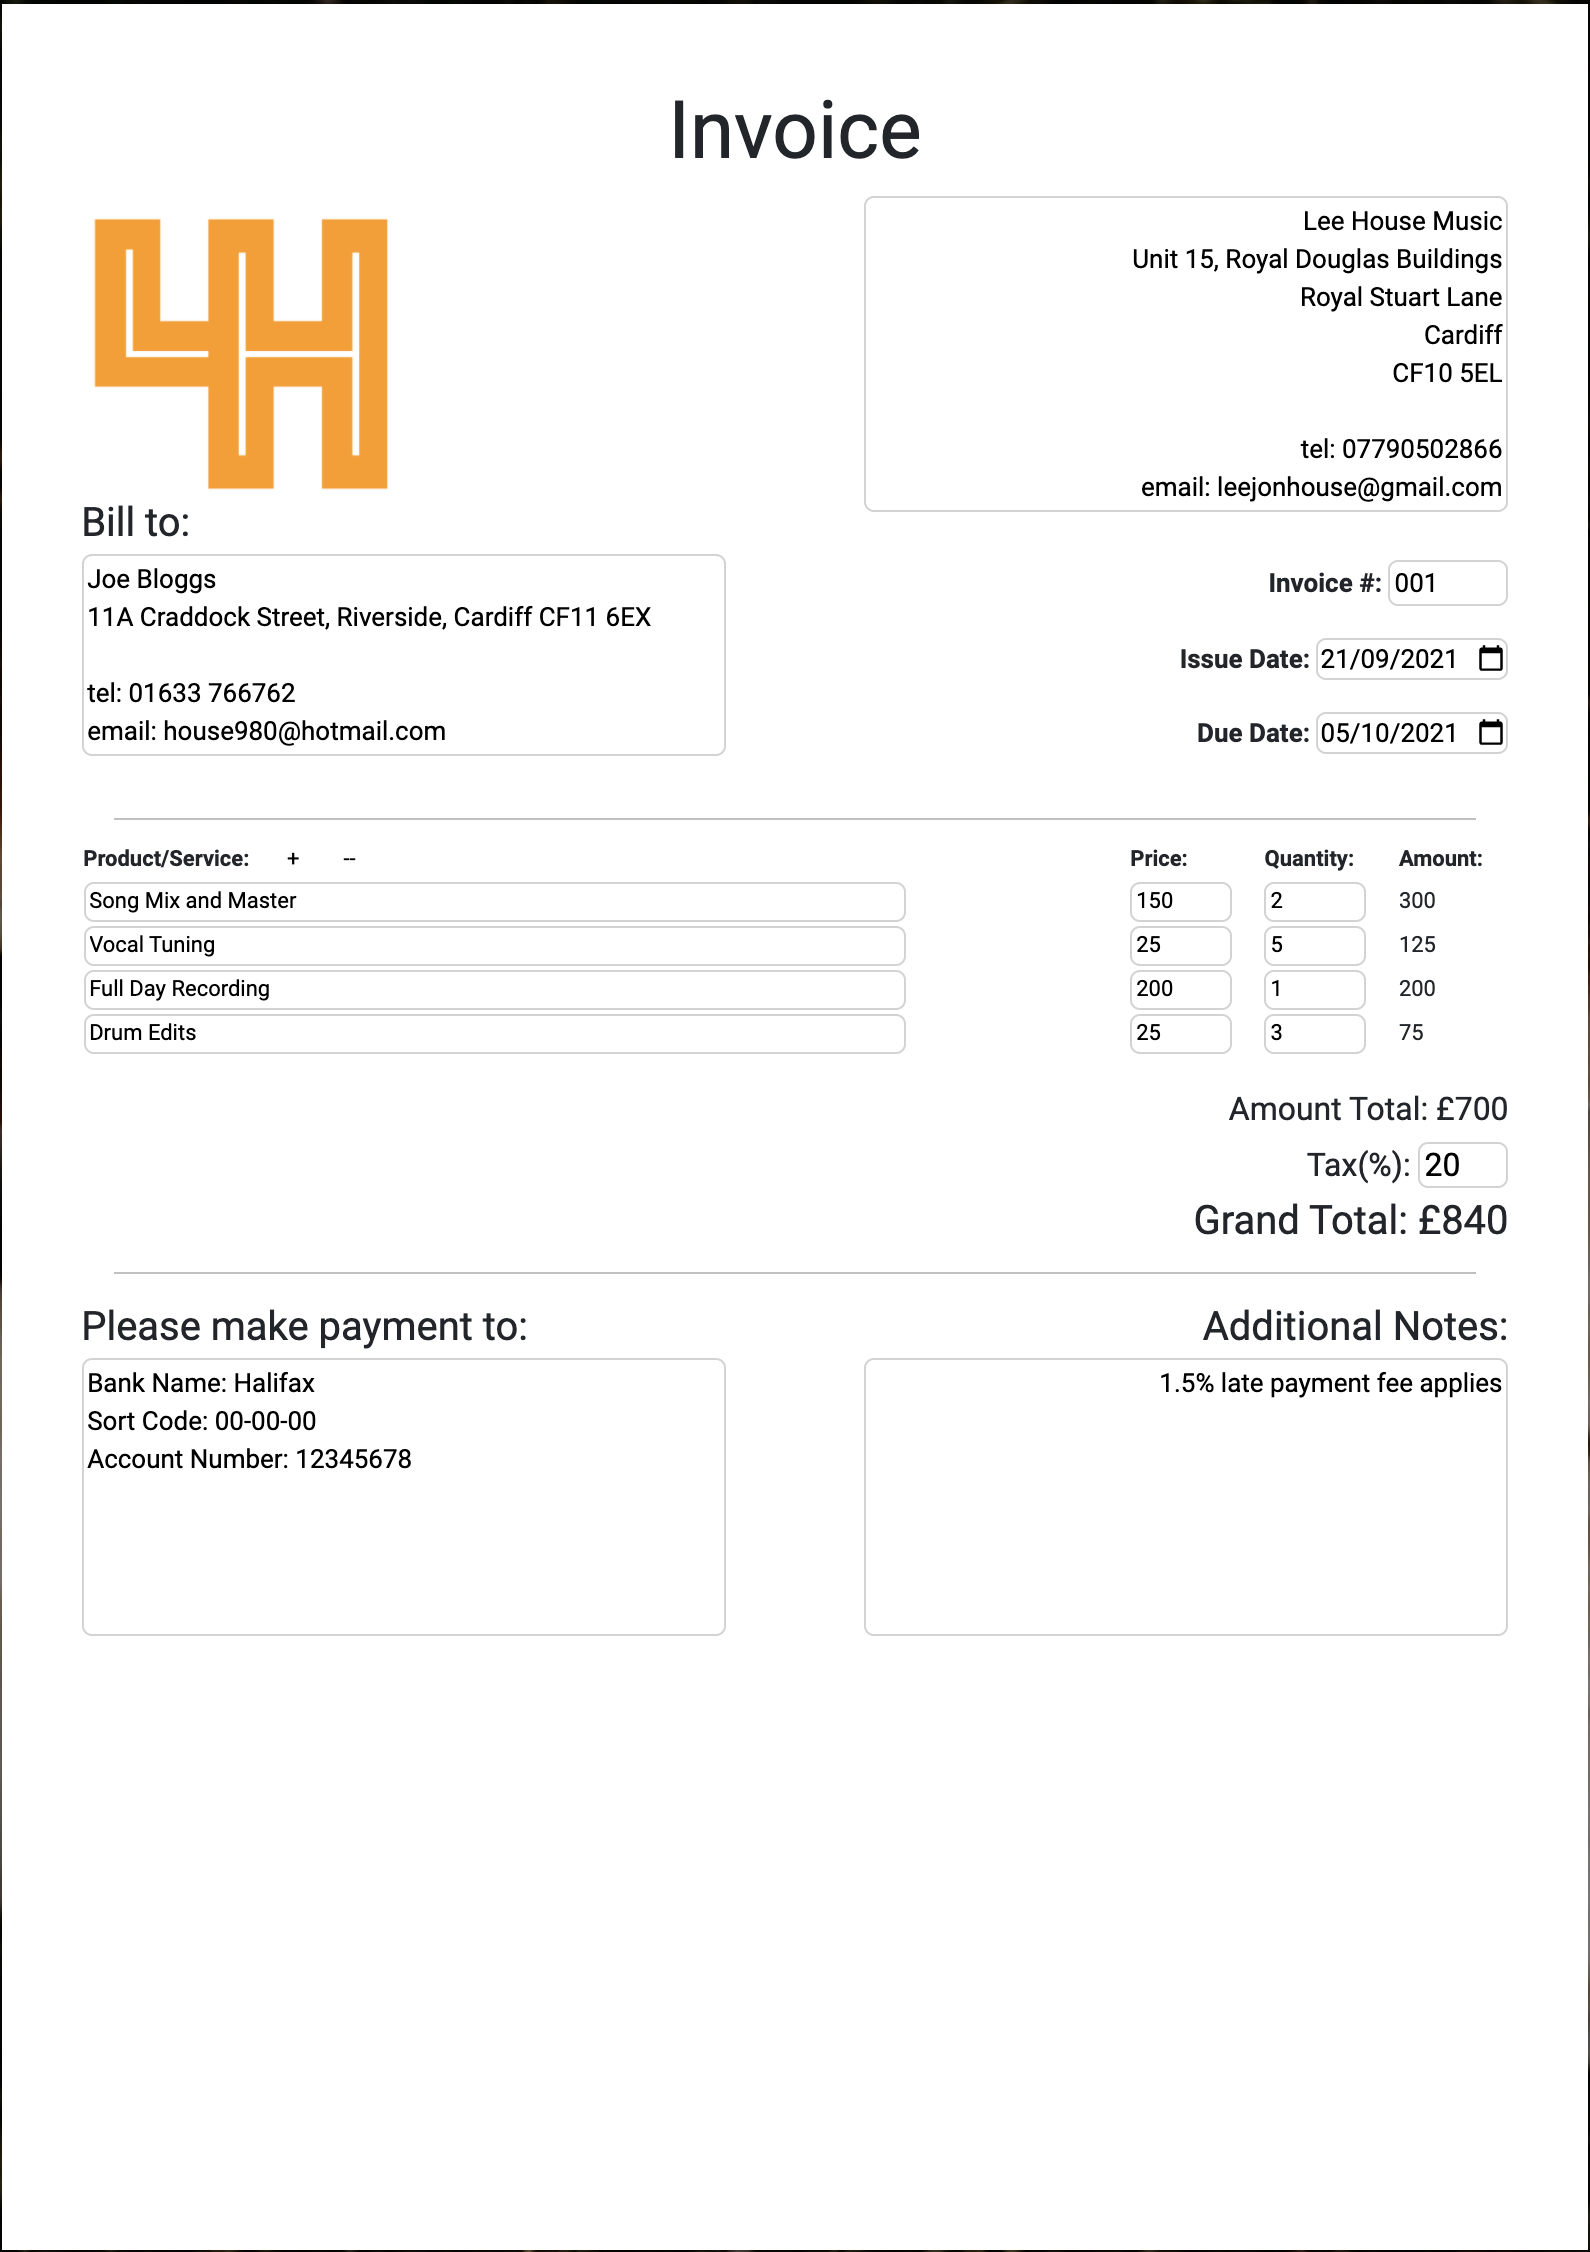 Invoice
Lee House Music
Unit 15, Royal Douglas Buildings
Royal Stuart Lane
Cardiff
CF10 5EL
tel: 07790502866
email: leejonhouse@gmail.com
Bill to:
Joe Bloggs
11A Craddock Street, Riverside, Cardiff CF11 6EX
tel: 01633 766762
email: house980@hotmail.com
Invoice #: 001
Issue Date: 21/09/2021
Due Date: 05/10/2021
Product/Service: + -- Price: Quantity: Amount:
Song Mix and Master 150 2 300
Vocal Tuning 25 5 125
Full Day Recording 200 1 200
Drum Edits 25 3 75
Amount Total: £700
Tax(%): 20
Grand Total: £840
Please make payment to:
Bank Name: Halifax
Sort Code: 00-00-00
Account Number: 12345678
Additional Notes:
1.5% late payment fee applies